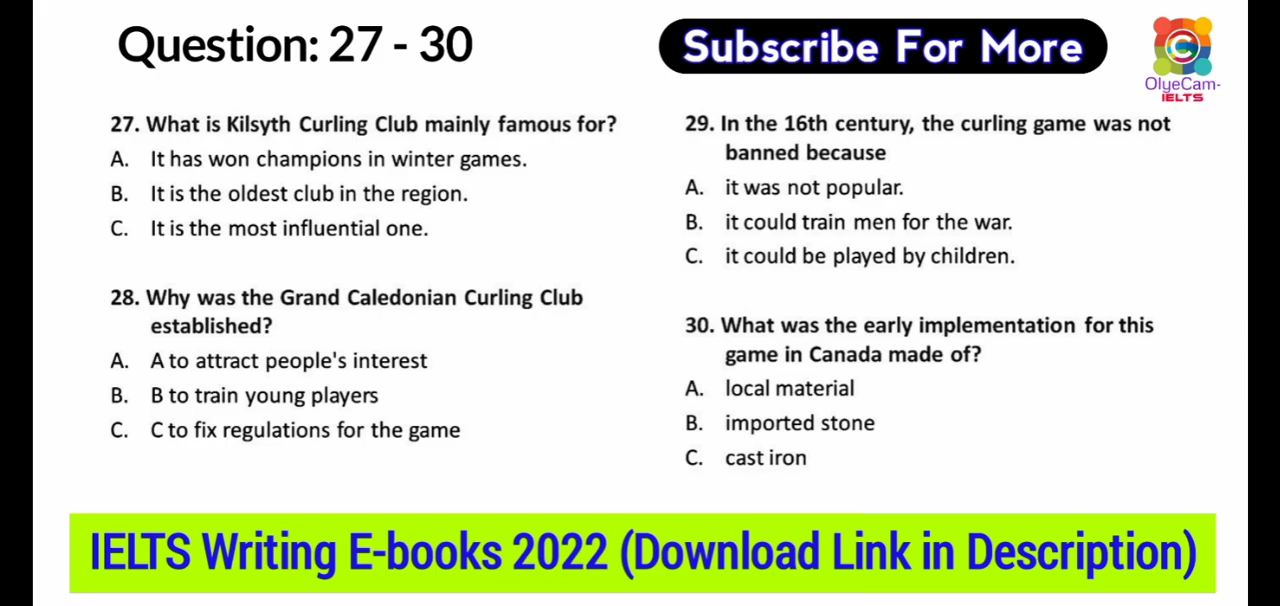 Question: 27 - 30
Subscribe For More
C
OlyeCam-
IELTS
27. What is Kilsyth Curling Club mainly famous for?
A. It has won champions in winter games.
B. It is the oldest club in the region.
C. It is the most influential one.
28. Why was the Grand Caledonian Curling Club
established?
A. A to attract people's interest
B. B to train young players
C. C to fix regulations for the game
29. In the 16th century, the curling game was not
banned because
A. it was not popular.
B. it could train men for the war.
C. it could be played by children.
30. What was the early implementation for this
game in Canada made of?
A. local material
B. imported stone
C. cast iron
IELTS Writing E-books 2022 (Download Link in Description)